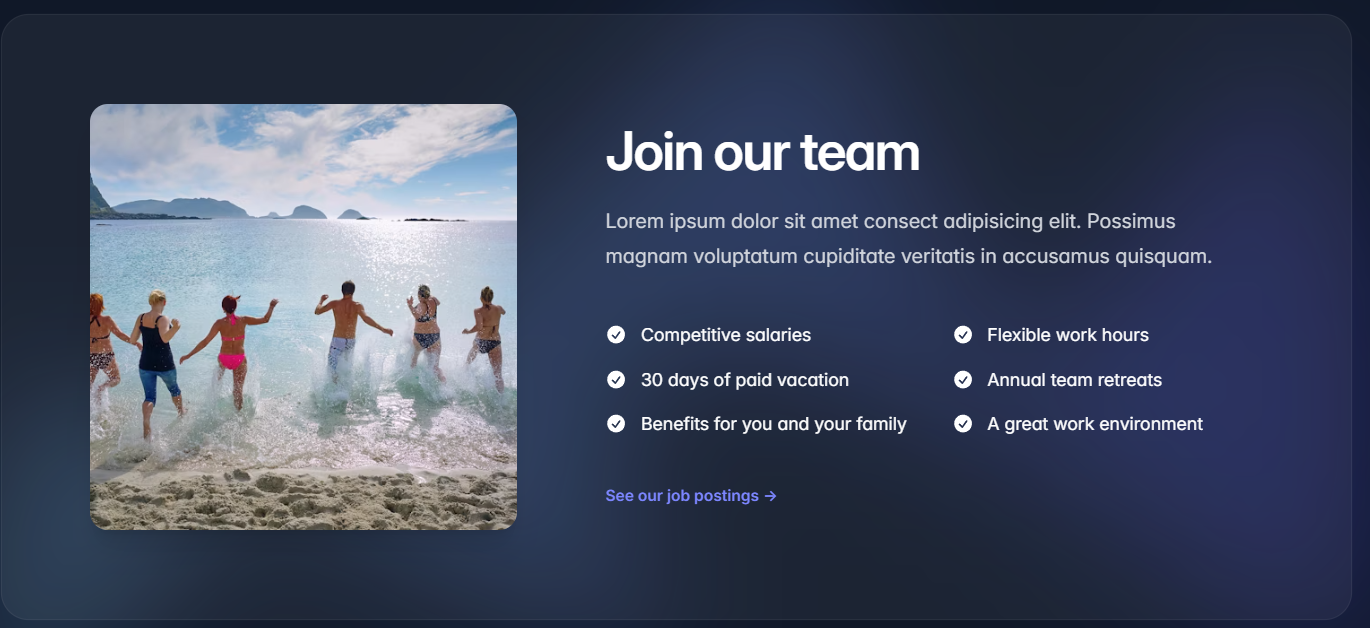 Join our team
Lorem ipsum dolor sit amet consect adipisicing elit. Possimus
magnam voluptatum cupiditate veritatis in accusamus quisquam.
Competitive salaries
Flexible work hours
30 days of paid vacation
Annual team retreats
Benefits for you and your family
A great work environment
See our job postings →